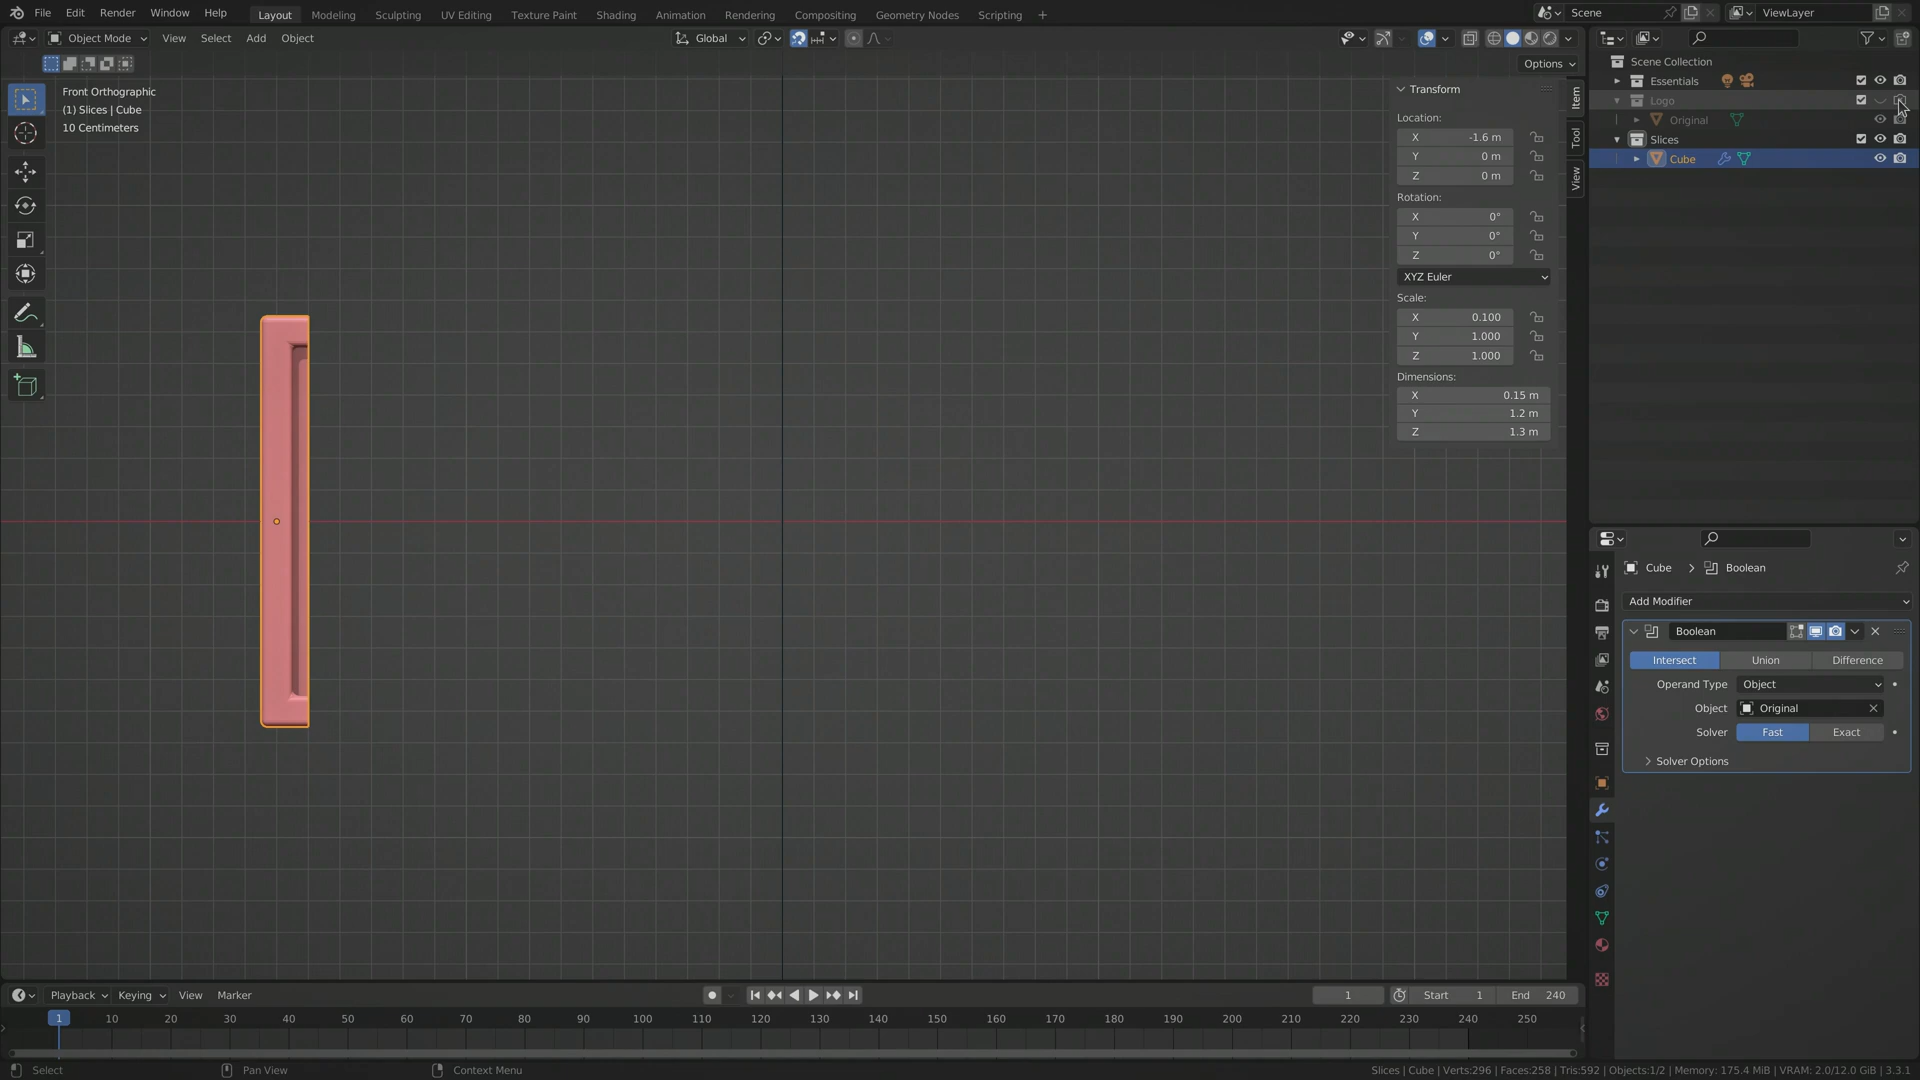 File Edit Render Window Help
Layout Modeling Sculpting UV Editing Texture Paint Shading Animation Rendering Compositing Geometry Nodes Scripting
Scene ViewLayer
Object Mode View Select Add Object
Global
Options
Front Orthographic
(1) Slices | Cube
10 Centimeters
Transform
Location:
X -1.6 m
Y 0 m
Z 0 m
Rotation:
X 0°
Y 0°
Z 0°
XYZ Euler
Scale:
X 0.100
Y 1.000
Z 1.000
Dimensions:
X 0.15 m
Y 1.2 m
Z 1.3 m
Item
Tool
View
Scene Collection
Essentials
Logo
Original
Slices
Cube
Cube Boolean
Add Modifier
Boolean
Intersect Union Difference
Operand Type Object
Object Original
Solver Fast Exact
Solver Options
Playback Keying View Marker
1 Start 1 End 240
1 10 20 30 40 50 60 70 80 90 100 110 120 130 140 150 160 170 180 190 200 210 220 230 240 250
Select Pan View Context Menu
Slices | Cube | Verts:296 | Faces:258 | Tris:592 | Objects:1/2 | Memory: 175.4 MiB | VRAM: 2.0/12.0 GiB | 3.3.1